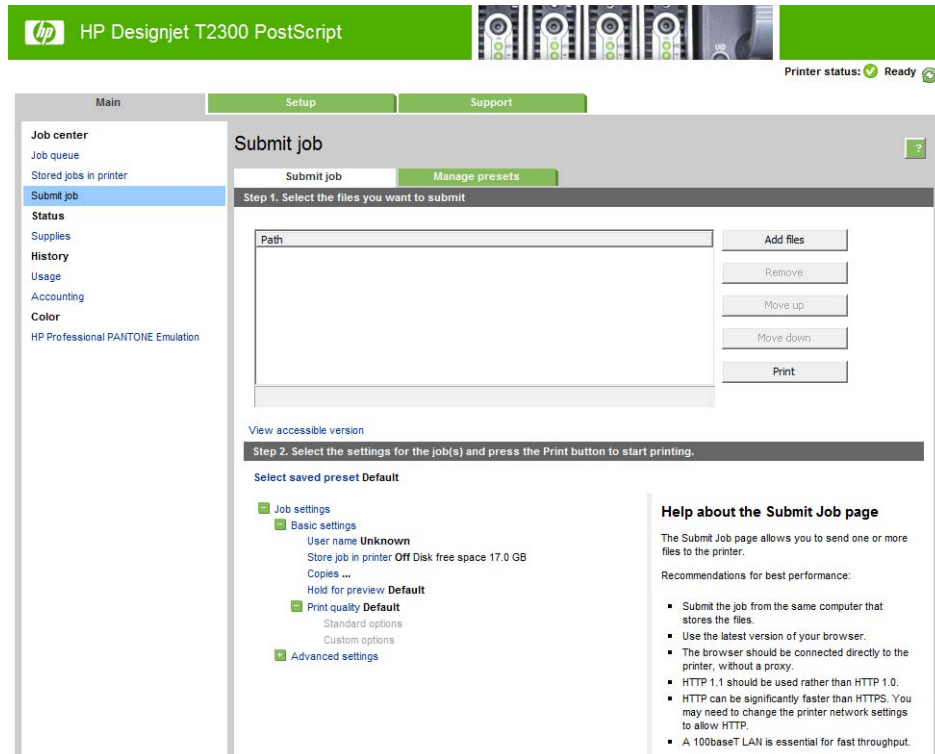 hp HP Designjet T2300 PostScript
UID
Printer status: Ready
Main Setup Support
Job center
Job queue
Stored jobs in printer
Submit job
Status
Supplies
History
Usage
Accounting
Color
HP Professional PANTONE Emulation
Submit job
?
Submit job Manage presets
Step 1. Select the files you want to submit
Path
Add files
Remove
Move up
Move down
Print
View accessible version
Step 2. Select the settings for the job(s) and press the Print button to start printing.
Select saved preset Default
Job settings
Basic settings
User name Unknown
Store job in printer Off Disk free space 17.0 GB
Copies ...
Hold for preview Default
Print quality Default
Standard options
Custom options
Advanced settings
Help about the Submit Job page
The Submit Job page allows you to send one or more
files to the printer.
Recommendations for best performance:
Submit the job from the same computer that
stores the files.
Use the latest version of your browser.
The browser should be connected directly to the
printer, without a proxy.
HTTP 1.1 should be used rather than HTTP 1.0.
HTTP can be significantly faster than HTTPS. You
may need to change the printer network settings
to allow HTTP.
A 100baseT LAN is essential for fast throughput.